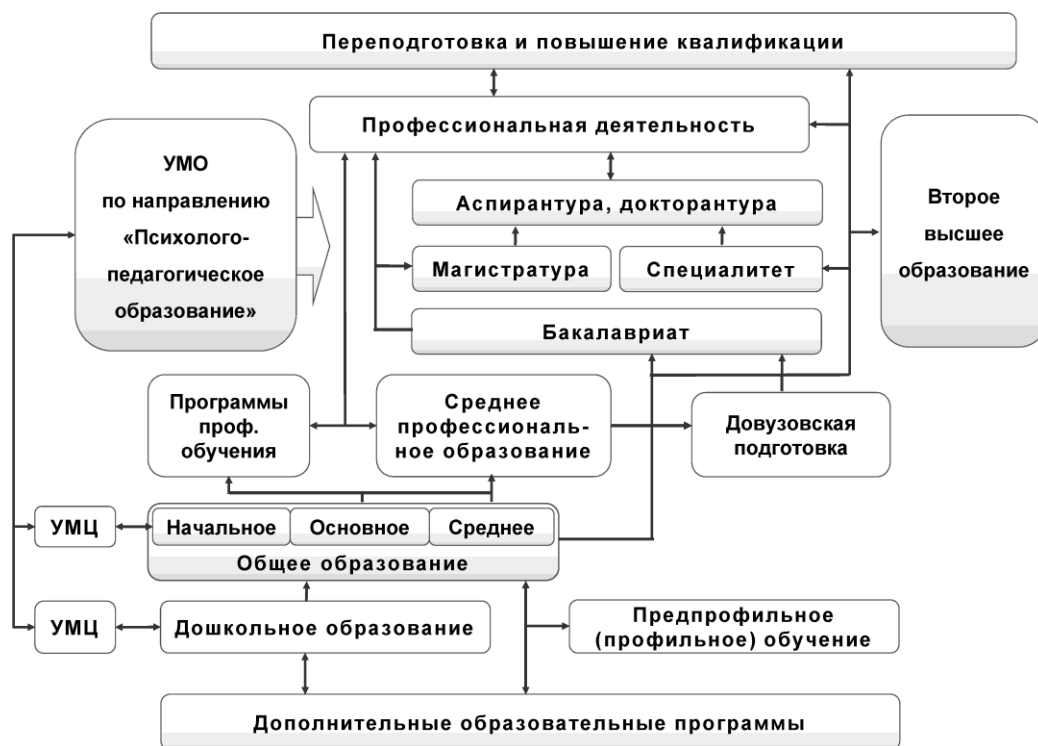 Переподготовка и повышение квалификации
Профессиональная деятельность
УМО
по направлению
«Психолого-
педагогическое
образование»
Второе
высшее
образование
Аспирантура, докторантура
Магистратура
Специалитет
Бакалавриат
Программы
проф.
обучения
Среднее
профессиональ-
ное образование
Довузовская
подготовка
УМЦ
Начальное
Основное
Среднее
Общее образование
УМЦ
Дошкольное образование
Предпрофильное
(профильное) обучение
Дополнительные образовательные программы